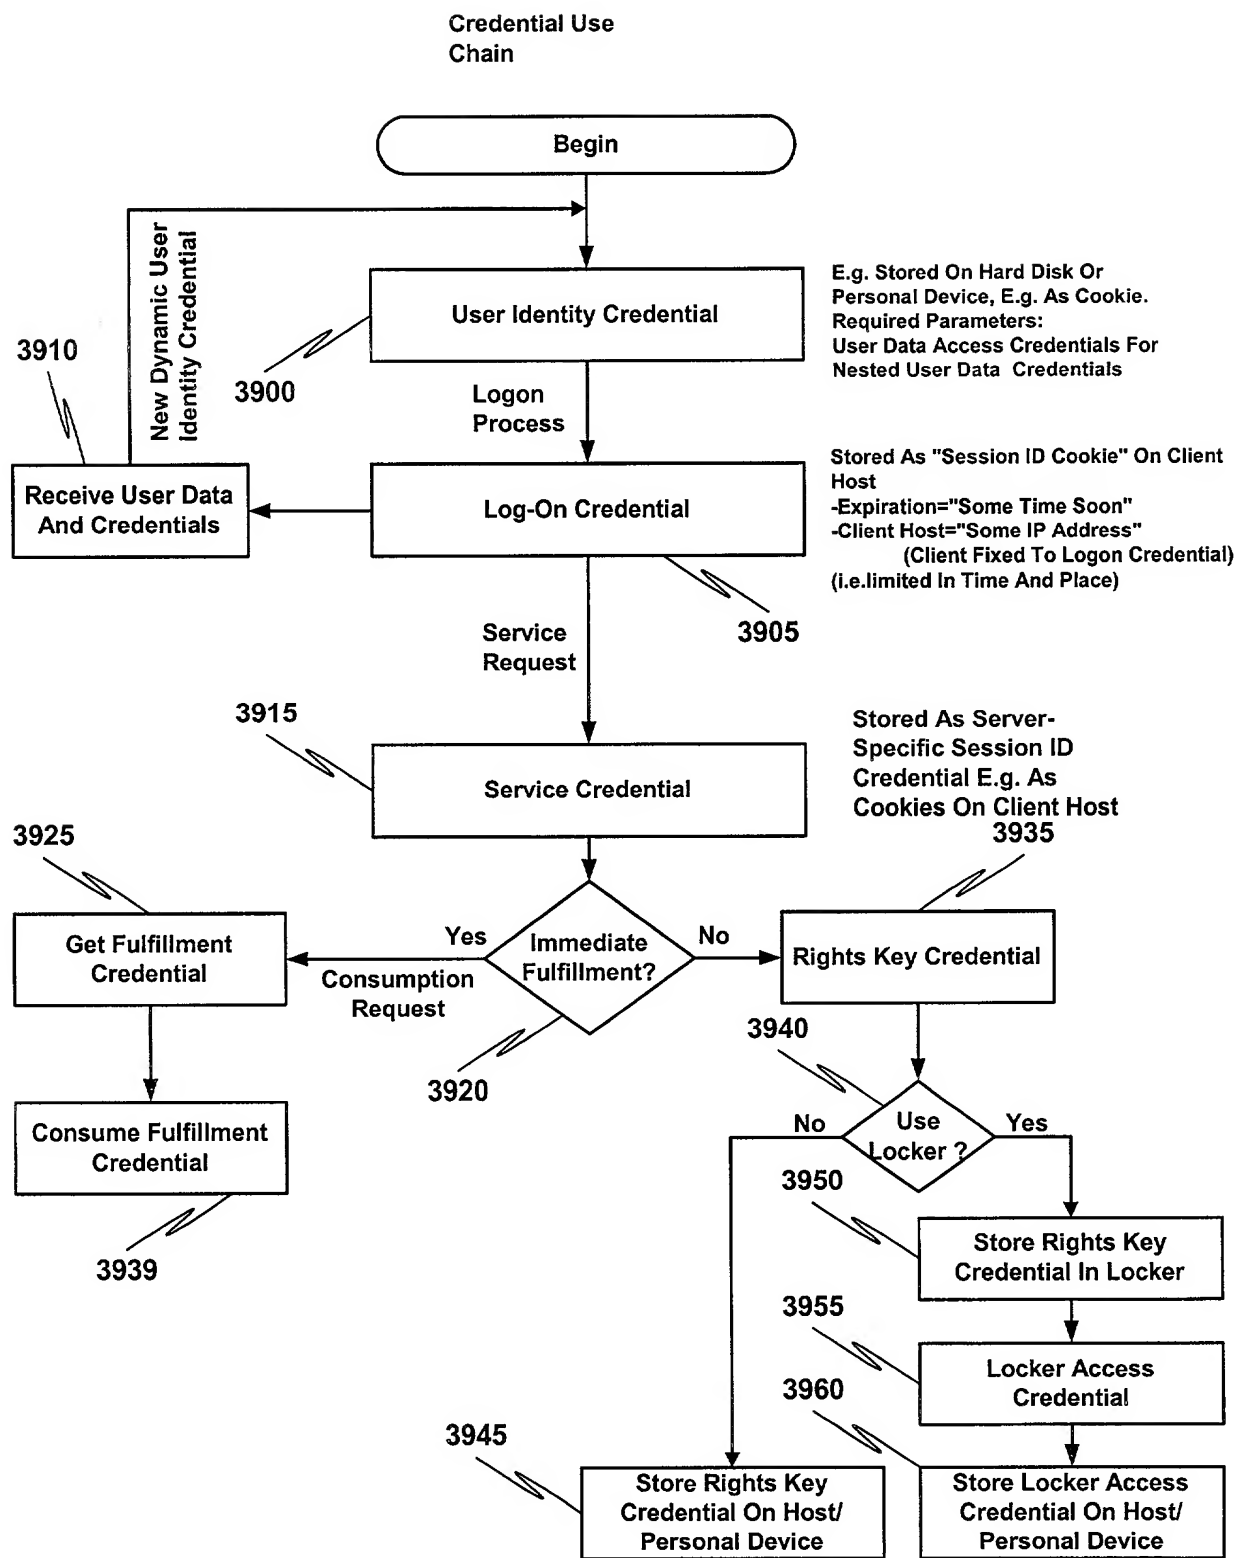 Credential Use
Chain
Begin
New Dynamic User
Identity Credential
User Identity Credential
E.g. Stored On Hard Disk Or
Personal Device, E.g. As Cookie.
Required Parameters:
User Data Access Credentials For
Nested User Data Credentials
3910
3900
Logon
Process
Receive User Data
And Credentials
Log-On Credential
Stored As "Session ID Cookie" On Client
Host
-Expiration="Some Time Soon"
-Client Host="Some IP Address"
(Client Fixed To Logon Credential)
(i.e.limited In Time And Place)
3905
Service
Request
3915
Service Credential
Stored As Server-
Specific Session ID
Credential E.g. As
Cookies On Client Host
3925
3935
Get Fulfillment
Credential
Yes
Consumption
Request
Immediate
Fulfillment?
No
Rights Key Credential
3920
3940
Consume Fulfillment
Credential
No
Use
Locker ?
Yes
3939
3950
Store Rights Key
Credential In Locker
3955
Locker Access
Credential
3960
3945
Store Rights Key
Credential On Host/
Personal Device
Store Locker Access
Credential On Host/
Personal Device